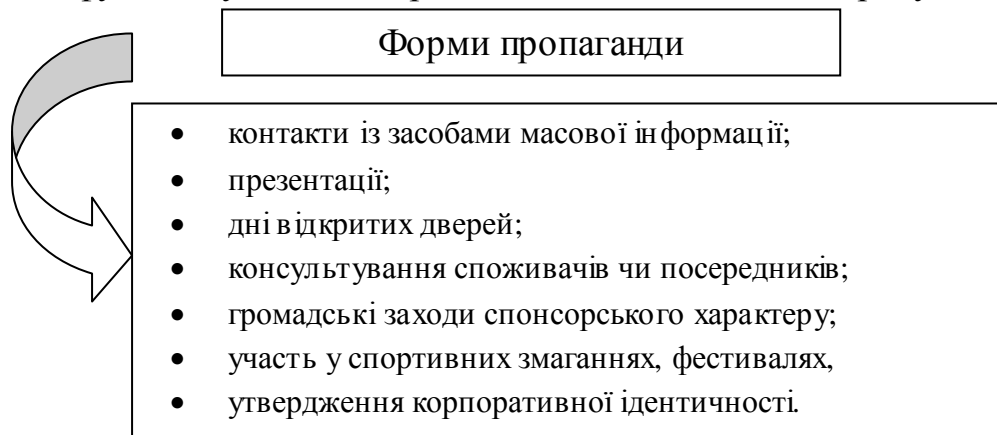 Форми пропаганди
• контакти із засобами масової інформації;
• презентації;
• дні відкритих дверей;
• консультування споживачів чи посередників;
• громадські заходи спонсорського характеру;
• участь у спортивних змаганнях, фестивалях,
• утвердження корпоративної ідентичності.